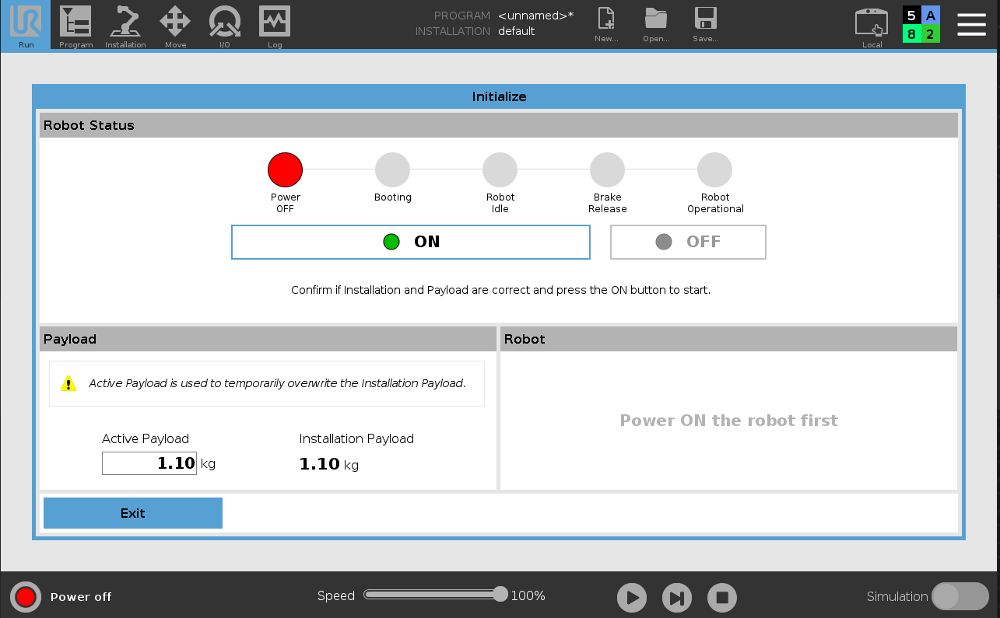 UR
PROGRAM <unnamed>*
INSTALLATION default
Run Program Installation Move I/O Log New... Open... Save... Local
5 A
8 2
Initialize
Robot Status
Power OFF
Booting
Robot Idle
Brake Release
Robot Operational
ON
OFF
Confirm if Installation and Payload are correct and press the ON button to start.
Payload
Robot
Active Payload is used to temporarily overwrite the Installation Payload.
Power ON the robot first
Active Payload
Installation Payload
1.10 kg
1.10 kg
Exit
Power off
Speed
100%
Simulation